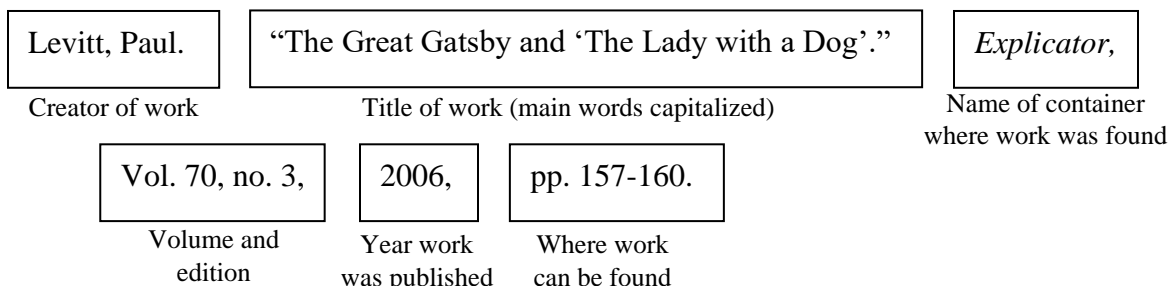 Levitt, Paul. “The Great Gatsby and ‘The Lady with a Dog’.” Explicator,
Creator of work Title of work (main words capitalized) Name of container
where work was found
Vol. 70, no. 3, 2006, pp. 157-160.
Volume and Year work Where work
edition was published can be found